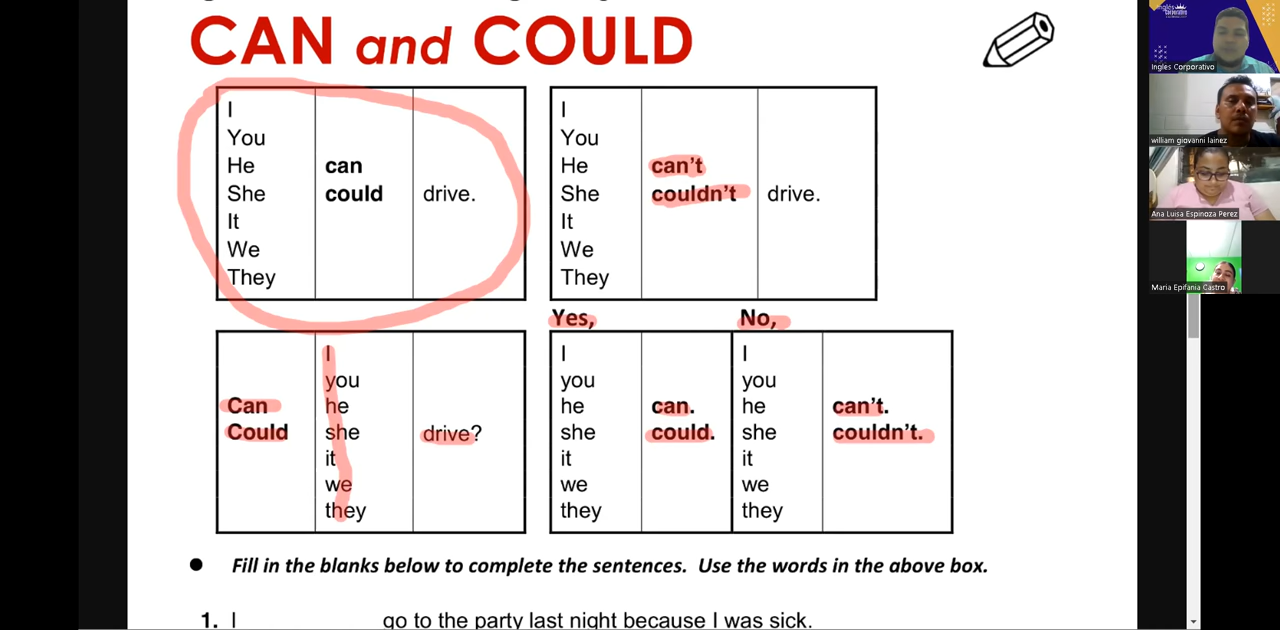 CAN and COULD
I
You
He
She
It
We
They
can
could
drive.
I
You
He
She
It
We
They
can't
couldn't
drive.
Can
Could
I
you
he
she
it
we
they
drive?
Yes,
I
you
he
she
it
we
they
can.
could.
No,
I
you
he
she
it
we
they
can't.
couldn't.
● Fill in the blanks below to complete the sentences. Use the words in the above box.
1. I __________ go to the party last night because I was sick.
Inglés Corporativo
Inglés Corporativo
william giovanni lainez
Ana Luisa Espinoza Perez
Maria Epifania Castro